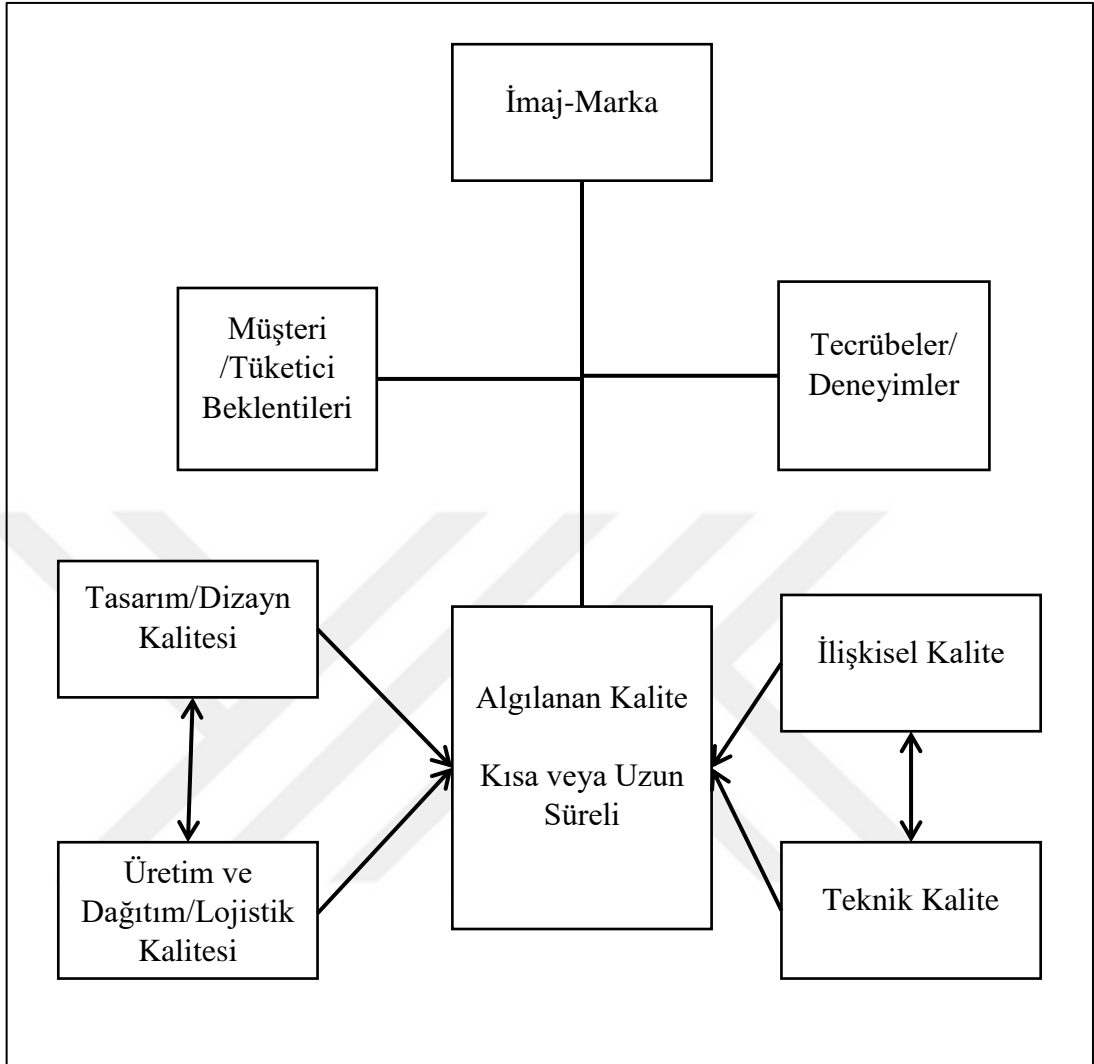 İmaj-Marka
Müşteri
/Tüketici
Beklentileri
Tecrübeler/
Deneyimler
Tasarım/Dizayn
Kalitesi
Algılanan Kalite
Kısa veya Uzun
Süreli
İlişkisel Kalite
Üretim ve
Dağıtım/Lojistik
Kalitesi
Teknik Kalite